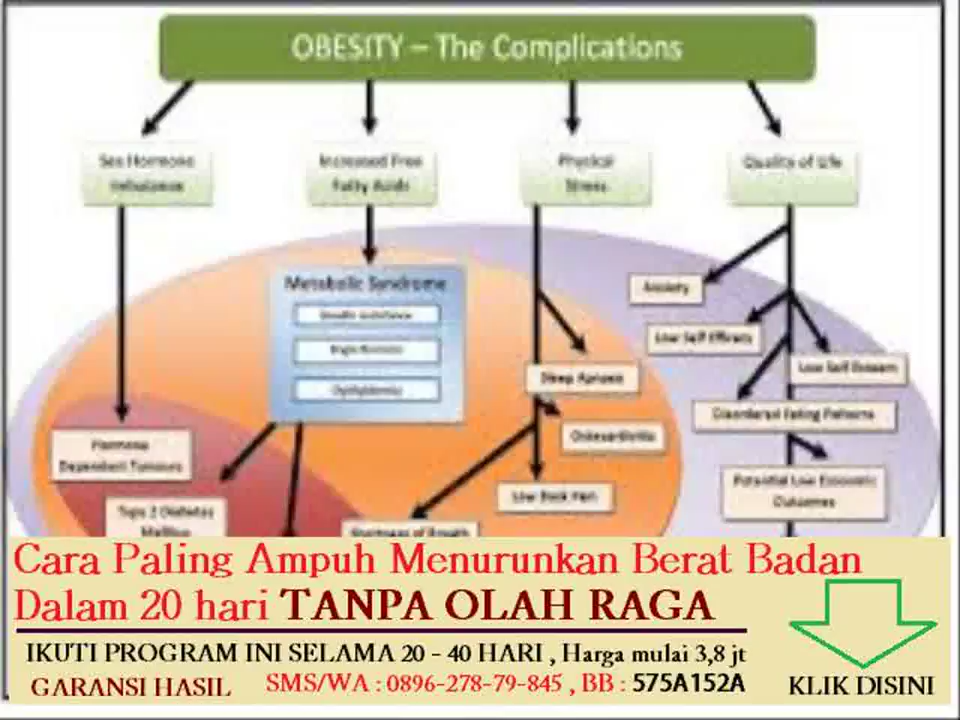 OBESITY – The Complications
Sex Hormone
Imbalance
Increased Free
Fatty Acids
Physical
Stress
Quality of Life
Metabolic Syndrome
Dyslipidemia
Anxiety
Low Self Efficacy
Low Self Esteem
Sleep Apnoea
Disordered Eating Patterns
Hormone
Dependent Tumours
Osteoarthritis
Low Back Pain
Potential Low Economic
Outcomes
Type 2 Diabetes
Mellitus
Shortness of Breath
Cara Paling Ampuh Menurunkan Berat Badan
Dalam 20 hari TANPA OLAH RAGA
IKUTI PROGRAM INI SELAMA 20 - 40 HARI , Harga mulai 3,8 jt
GARANSI HASIL SMS/WA : 0896-278-79-845 , BB : 575A152A
KLIK DISINI